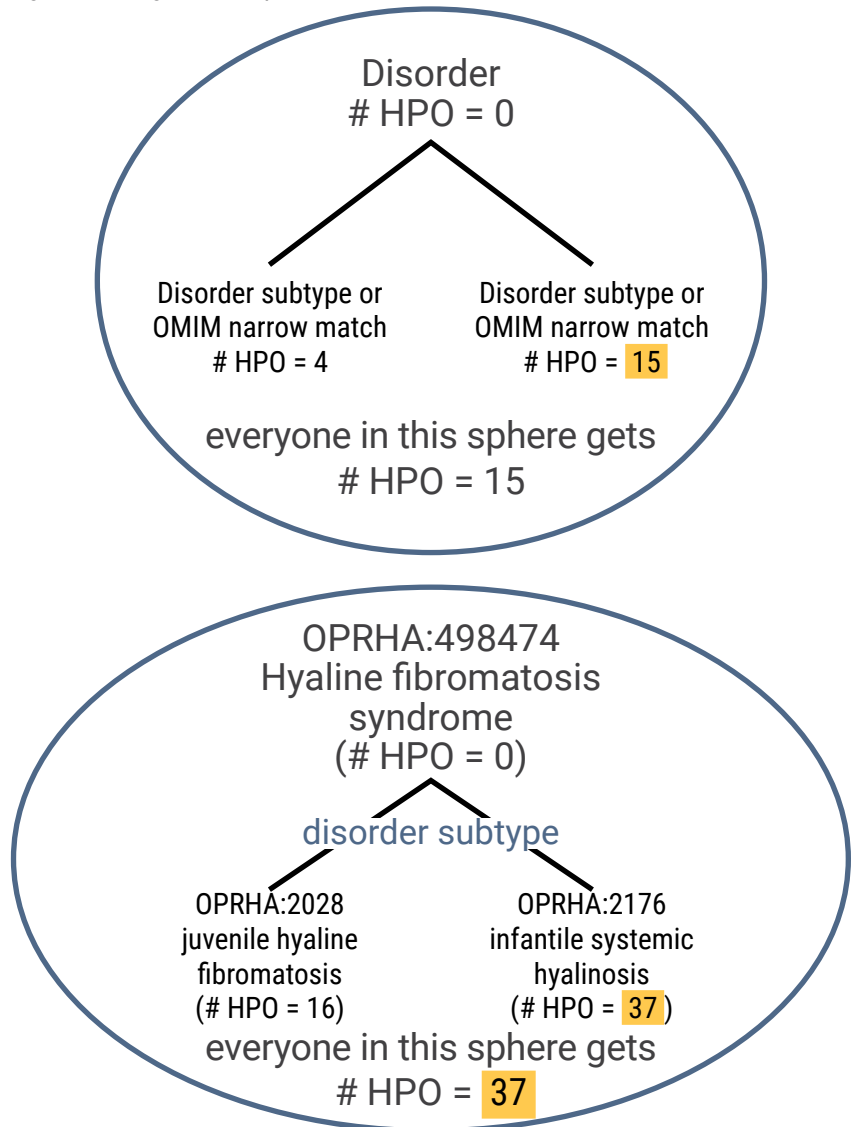 Disorder
# HPO = 0
Disorder subtype or
OMIM narrow match
# HPO = 4
Disorder subtype or
OMIM narrow match
# HPO = 15
everyone in this sphere gets
# HPO = 15
OPRHA:498474
Hyaline fibromatosis
syndrome
(# HPO = 0)
disorder subtype
OPRHA:2028
juvenile hyaline
fibromatosis
(# HPO = 16)
OPRHA:2176
infantile systemic
hyalinosis
(# HPO = 37)
everyone in this sphere gets
# HPO = 37